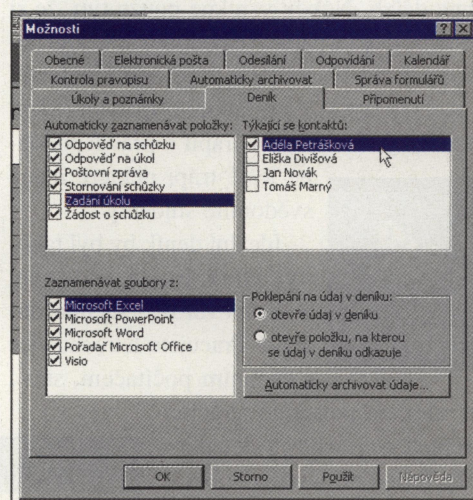 Možnosti
Obecné Elektronická pošta Odesílání Odpovídání Kalendář
Kontrola pravopisu Automaticky archivovat Správa formulářů
Úkoly a poznámky Deník Připomenutí
Automaticky zaznamenávat položky: Týkající se kontaktů:
Odpověď na schůzku Adéla Petrášková
Odpověď na úkol Eliška Divišová
Poštovní zpráva Jan Novák
Stornování schůzky Tomáš Marný
Zadání úkolu
Žádost o schůzku
Zaznamenávat soubory z:
Microsoft Excel
Microsoft PowerPoint
Microsoft Word
Pořadač Microsoft Office
Visio
Poklepání na údaj v deníku:
otevře údaj v deníku
otevře položku, na kterou
se údaj v deníku odkazuje
Automaticky archivovat údaje...
OK Storno Použít Nápověda